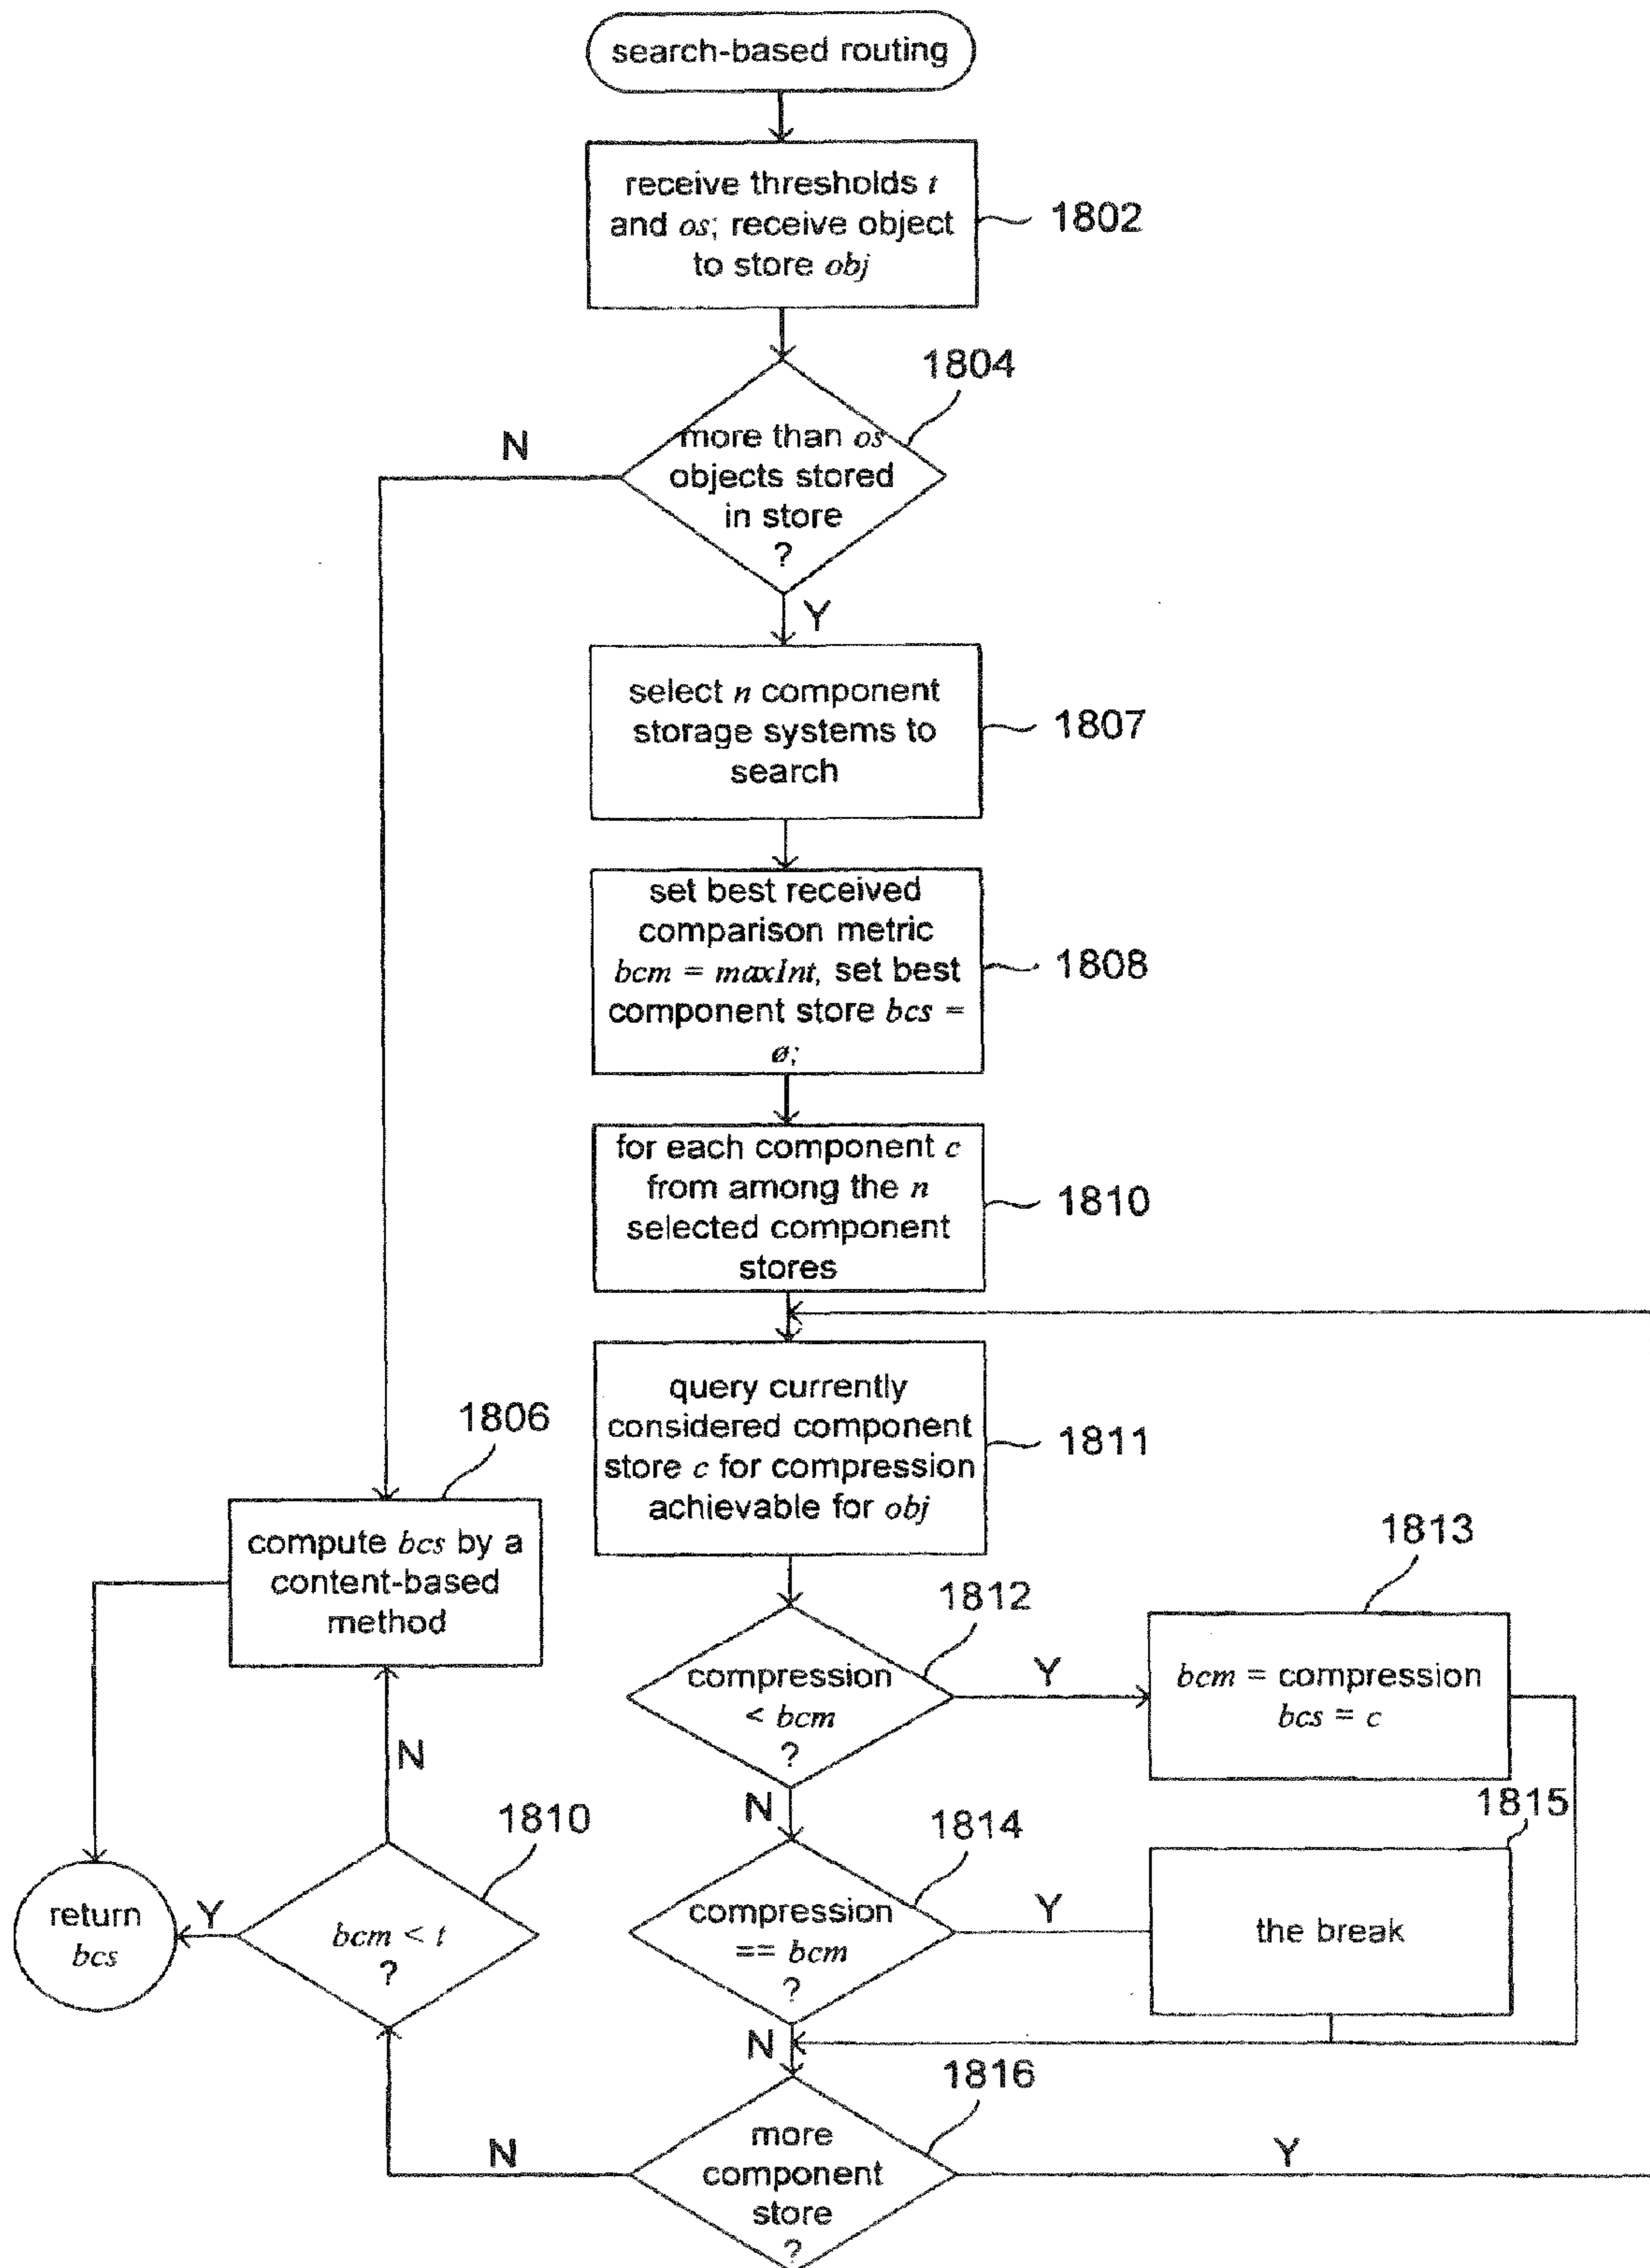 search-based routing
receive thresholds t
and os; receive object
to store obj
1802
1804
more than os
objects stored
in store
?
N
Y
select n component
storage systems to
search
1807
set best received
comparison metric
bcm = maxInt, set best
component store bcs =
ø;
1808
for each component c
from among the n
selected component
stores
1810
query currently
considered component
store c for compression
achievable for obj
1811
1806
compute bcs by a
content-based
method
1812
compression
< bcm
?
Y
N
1813
bcm = compression
bcs = c
1814
compression
== bcm
?
Y
N
1815
the break
1816
more
component
store
?
Y
N
1810
bcm < t
?
N
Y
return
bcs